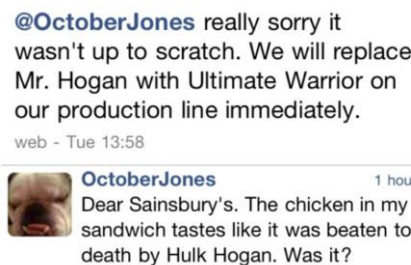 @OctoberJones really sorry it
wasn't up to scratch. We will replace
Mr. Hogan with Ultimate Warrior on
our production line immediately.
web - Tue 13:58
OctoberJones 1 hou
Dear Sainsbury's. The chicken in my
sandwich tastes like it was beaten to
death by Hulk Hogan. Was it?